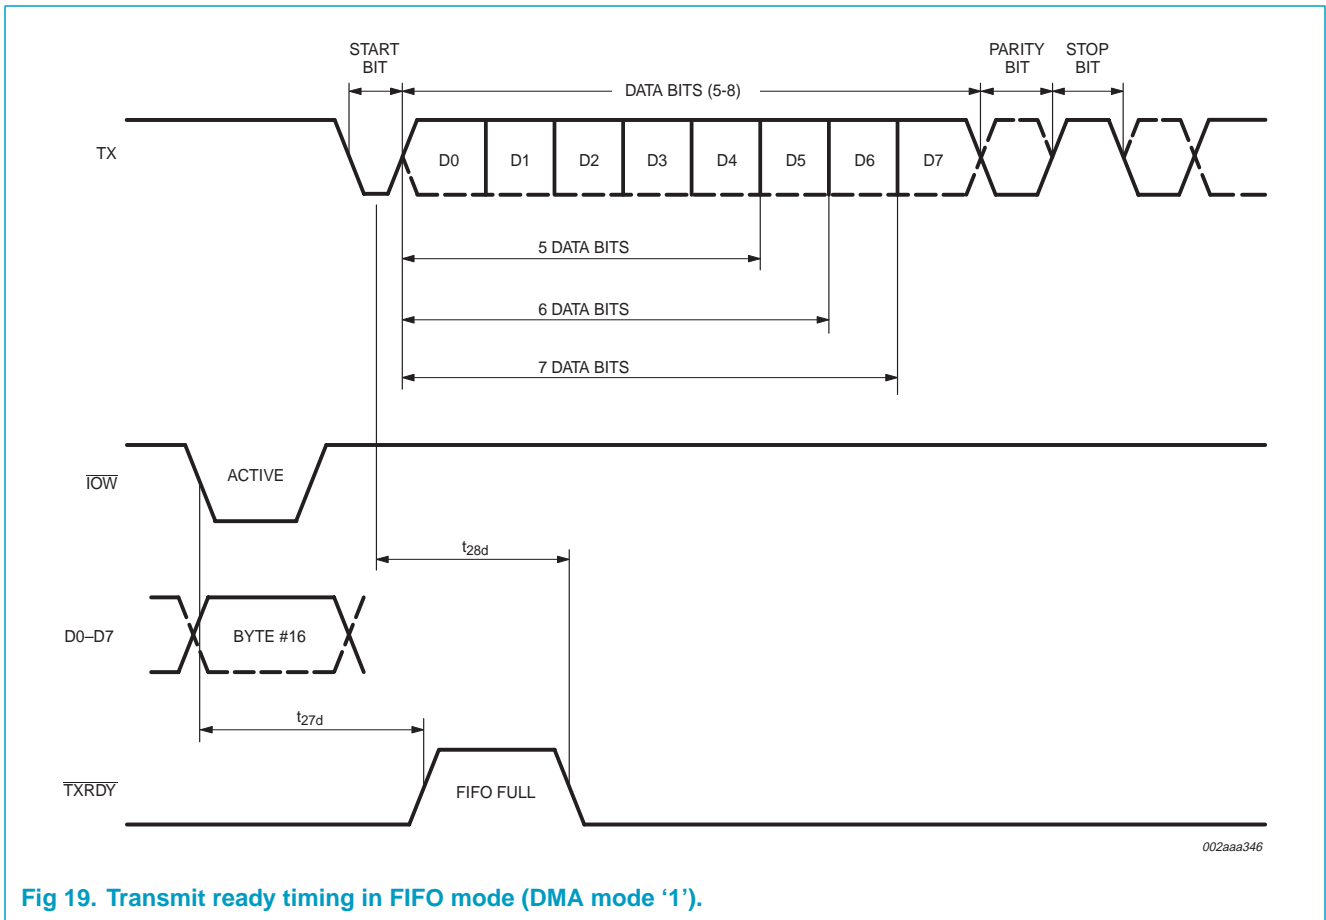 START
BIT
PARITY
BIT
STOP
BIT
DATA BITS (5-8)
TX
D0
D1
D2
D3
D4
D5
D6
D7
5 DATA BITS
6 DATA BITS
7 DATA BITS
IOW
ACTIVE
t28d
D0–D7
BYTE #16
t27d
TXRDY
FIFO FULL
002aaa346
Fig 19. Transmit ready timing in FIFO mode (DMA mode ‘1’).